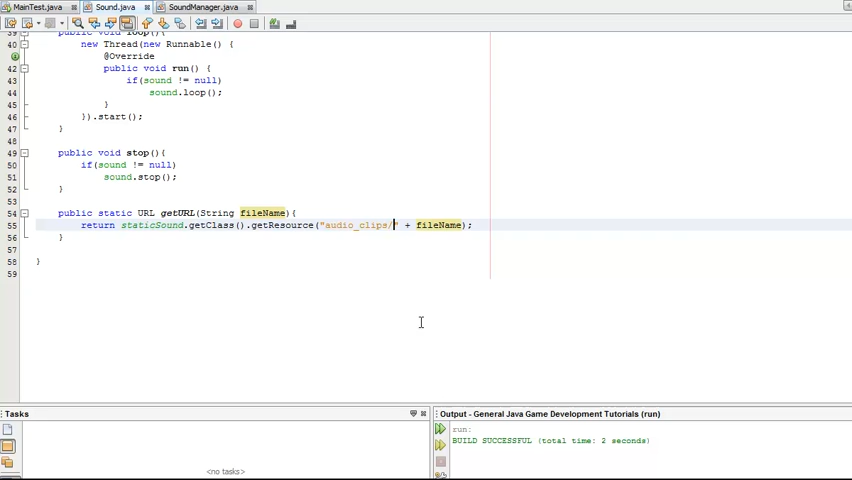 MainTest.java
Sound.java
SoundManager.java
39 public void loop(){
40 new Thread(new Runnable() {
@Override
42 public void run() {
43 if(sound != null)
44 sound.loop();
45 }
46 }).start();
47 }
48
49 public void stop(){
50 if(sound != null)
51 sound.stop();
52 }
53
54 public static URL getURL(String fileName){
55 return staticSound.getClass().getResource("audio_clips/" + fileName);
56 }
57
58 }
59
Tasks
<no tasks>
Output - General Java Game Development Tutorials (run)
run:
BUILD SUCCESSFUL (total time: 2 seconds)